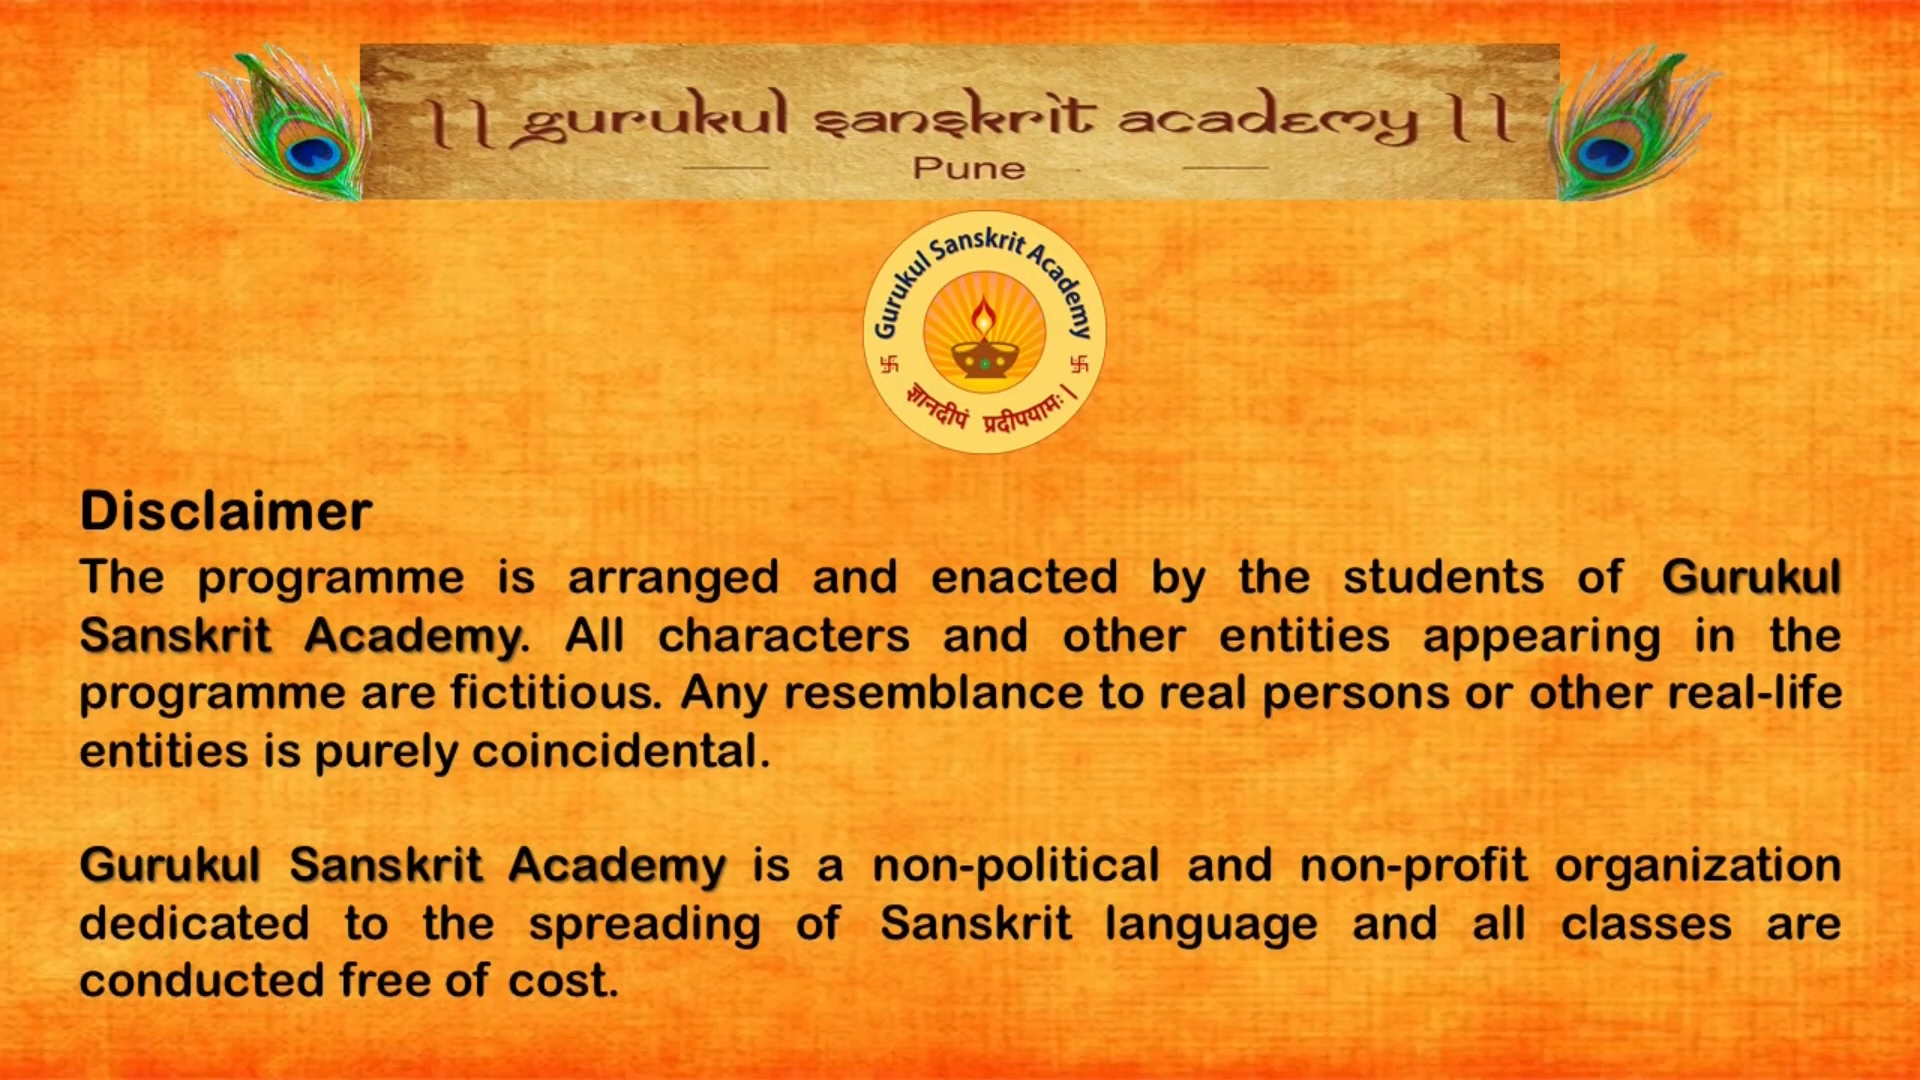 || gurukul sanskrit academy ||
Pune
Gurukul Sanskrit Academy
卐 卐
ज्ञानदीपं प्रदीपयामः।
Disclaimer
The programme is arranged and enacted by the students of Gurukul
Sanskrit Academy. All characters and other entities appearing in the
programme are fictitious. Any resemblance to real persons or other real-life
entities is purely coincidental.
Gurukul Sanskrit Academy is a non-political and non-profit organization
dedicated to the spreading of Sanskrit language and all classes are
conducted free of cost.